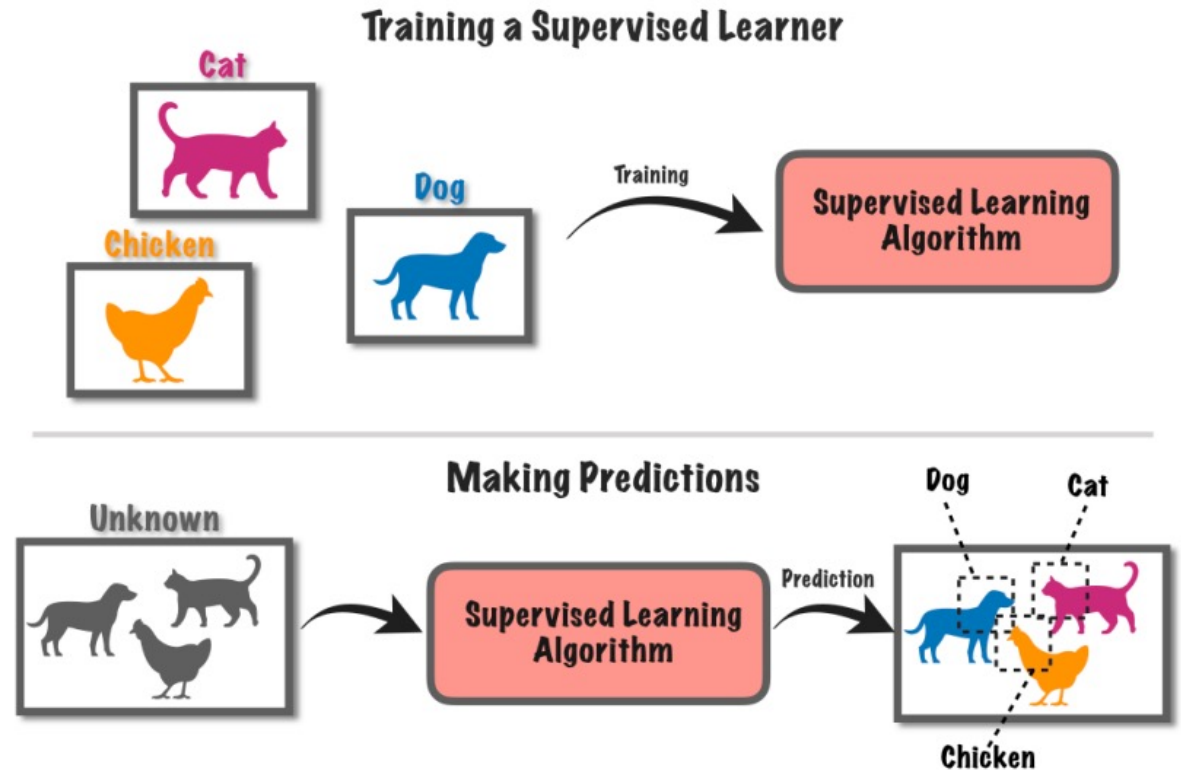 Training a Supervised Learner
Cat
Dog
Chicken
Training
Supervised Learning
Algorithm
Making Predictions
Unknown
Supervised Learning
Algorithm
Prediction
Dog
Cat
Chicken